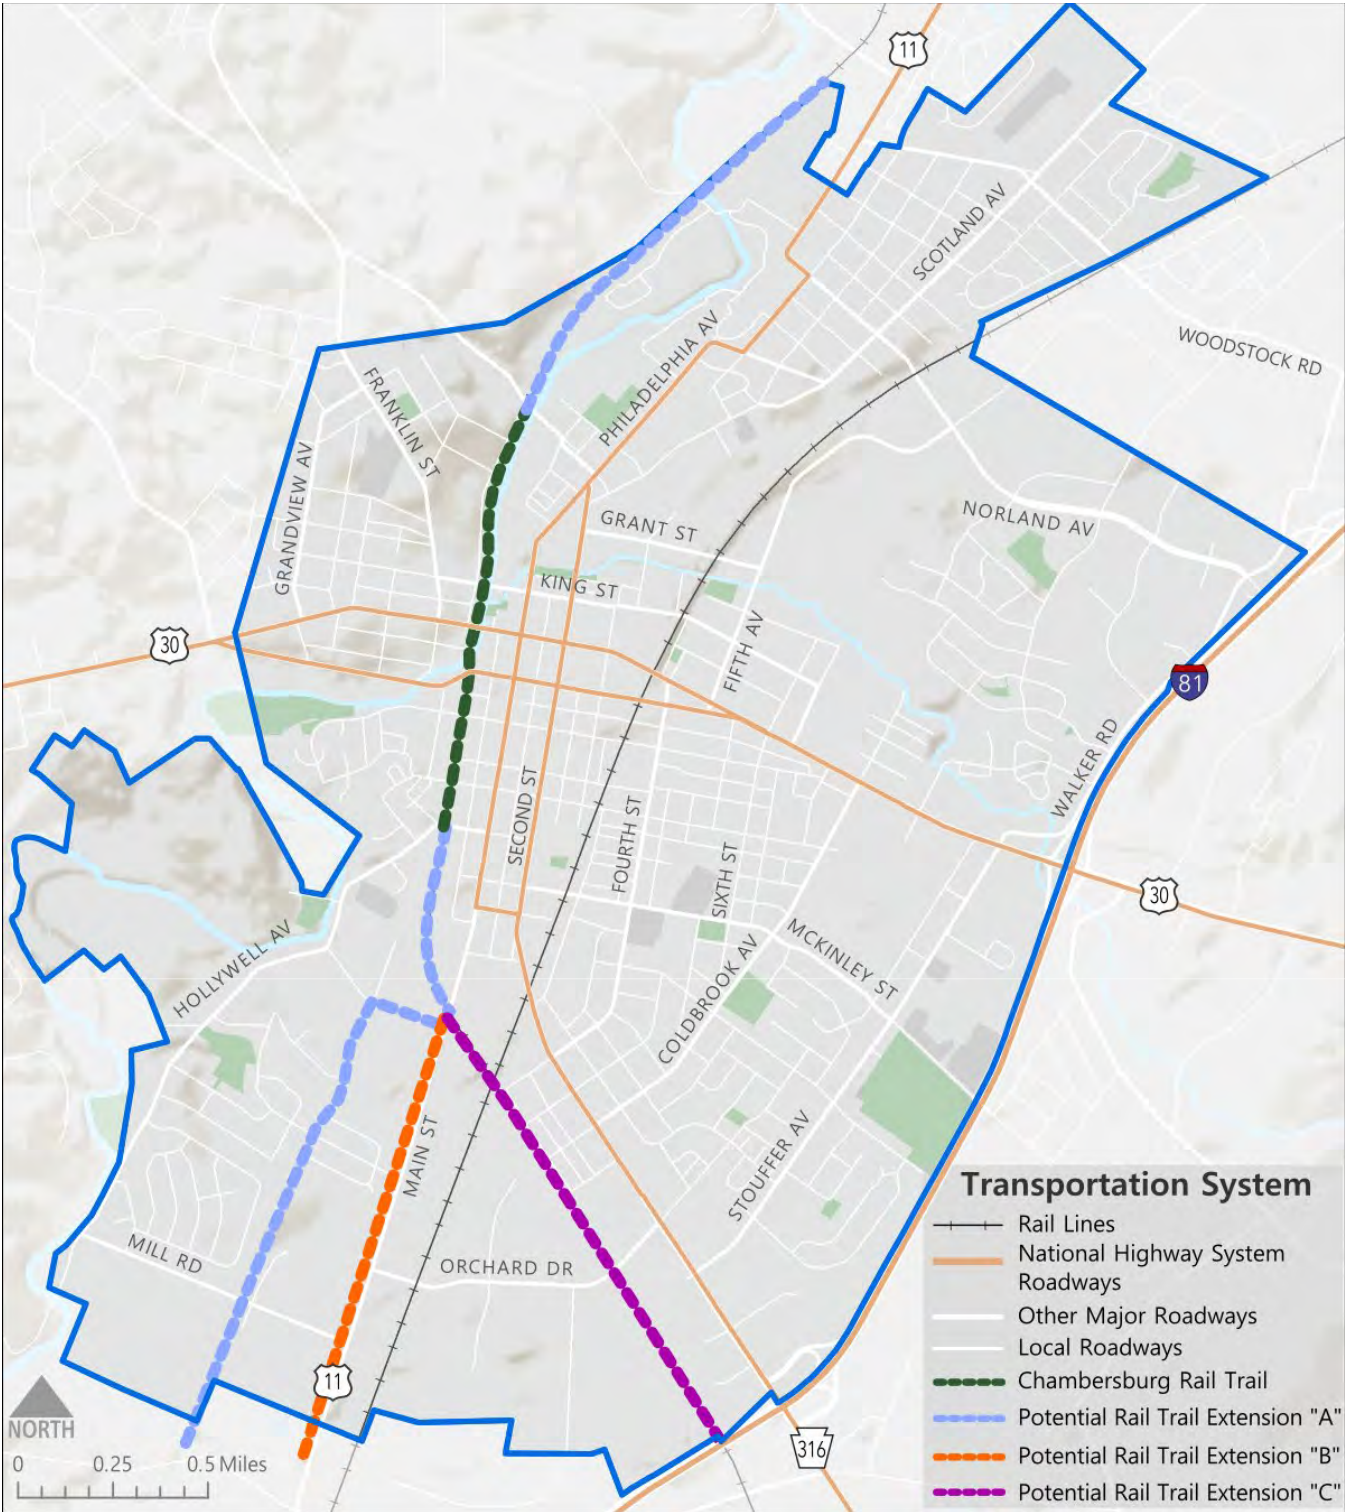 11
SCOTLAND AV
WOODSTOCK RD
PHILADELPHIA AV
FRANKLIN ST
GRANDVIEW AV
NORLAND AV
GRANT ST
KING ST
FIFTH AV
30
81
WALKER RD
SECOND ST
FOURTH ST
SIXTH ST
30
MCKINLEY ST
HOLLYWELL AV
COLDBROOK AV
MAIN ST
STOUFFER AV
MILL RD
ORCHARD DR
11
316
NORTH
0 0.25 0.5 Miles
Transportation System
Rail Lines
National Highway System
Roadways
Other Major Roadways
Local Roadways
Chambersburg Rail Trail
Potential Rail Trail Extension "A"
Potential Rail Trail Extension "B"
Potential Rail Trail Extension "C"